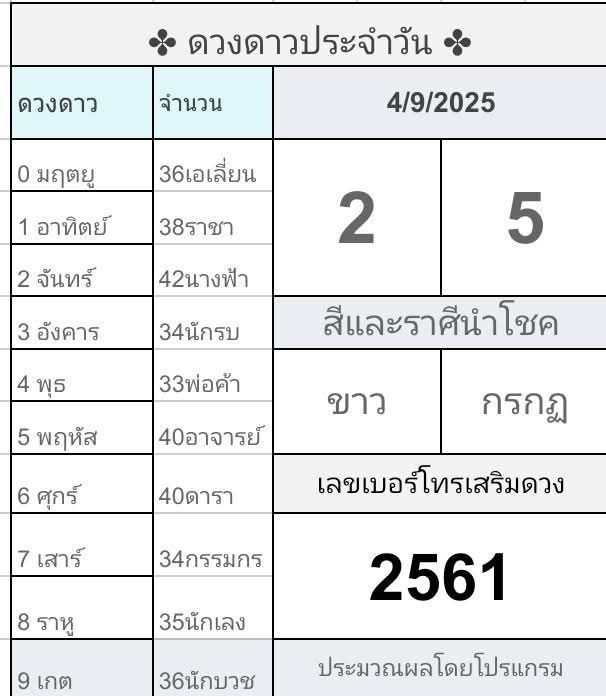 ✤ ดวงดาวประจำวัน ✤
ดวงดาว จำนวน 4/9/2025
0 มฤตยู 36เอเลี่ยน
1 อาทิตย์ 38ราชา
2 5
2 จันทร์ 42นางฟ้า
สีและราศีนำโชค
3 อังคาร 34นักรบ
4 พุธ 33พ่อค้า
ขาว กรกฏ
5 พฤหัส 40อาจารย์
เลขเบอร์โทรเสริมดวง
6 ศุกร์ 40ดารา
7 เสาร์ 34กรรมกร
2561
8 ราหู 35นักเลง
9 เกต 36นักบวช
ประมวณผลโดยโปรแกรม